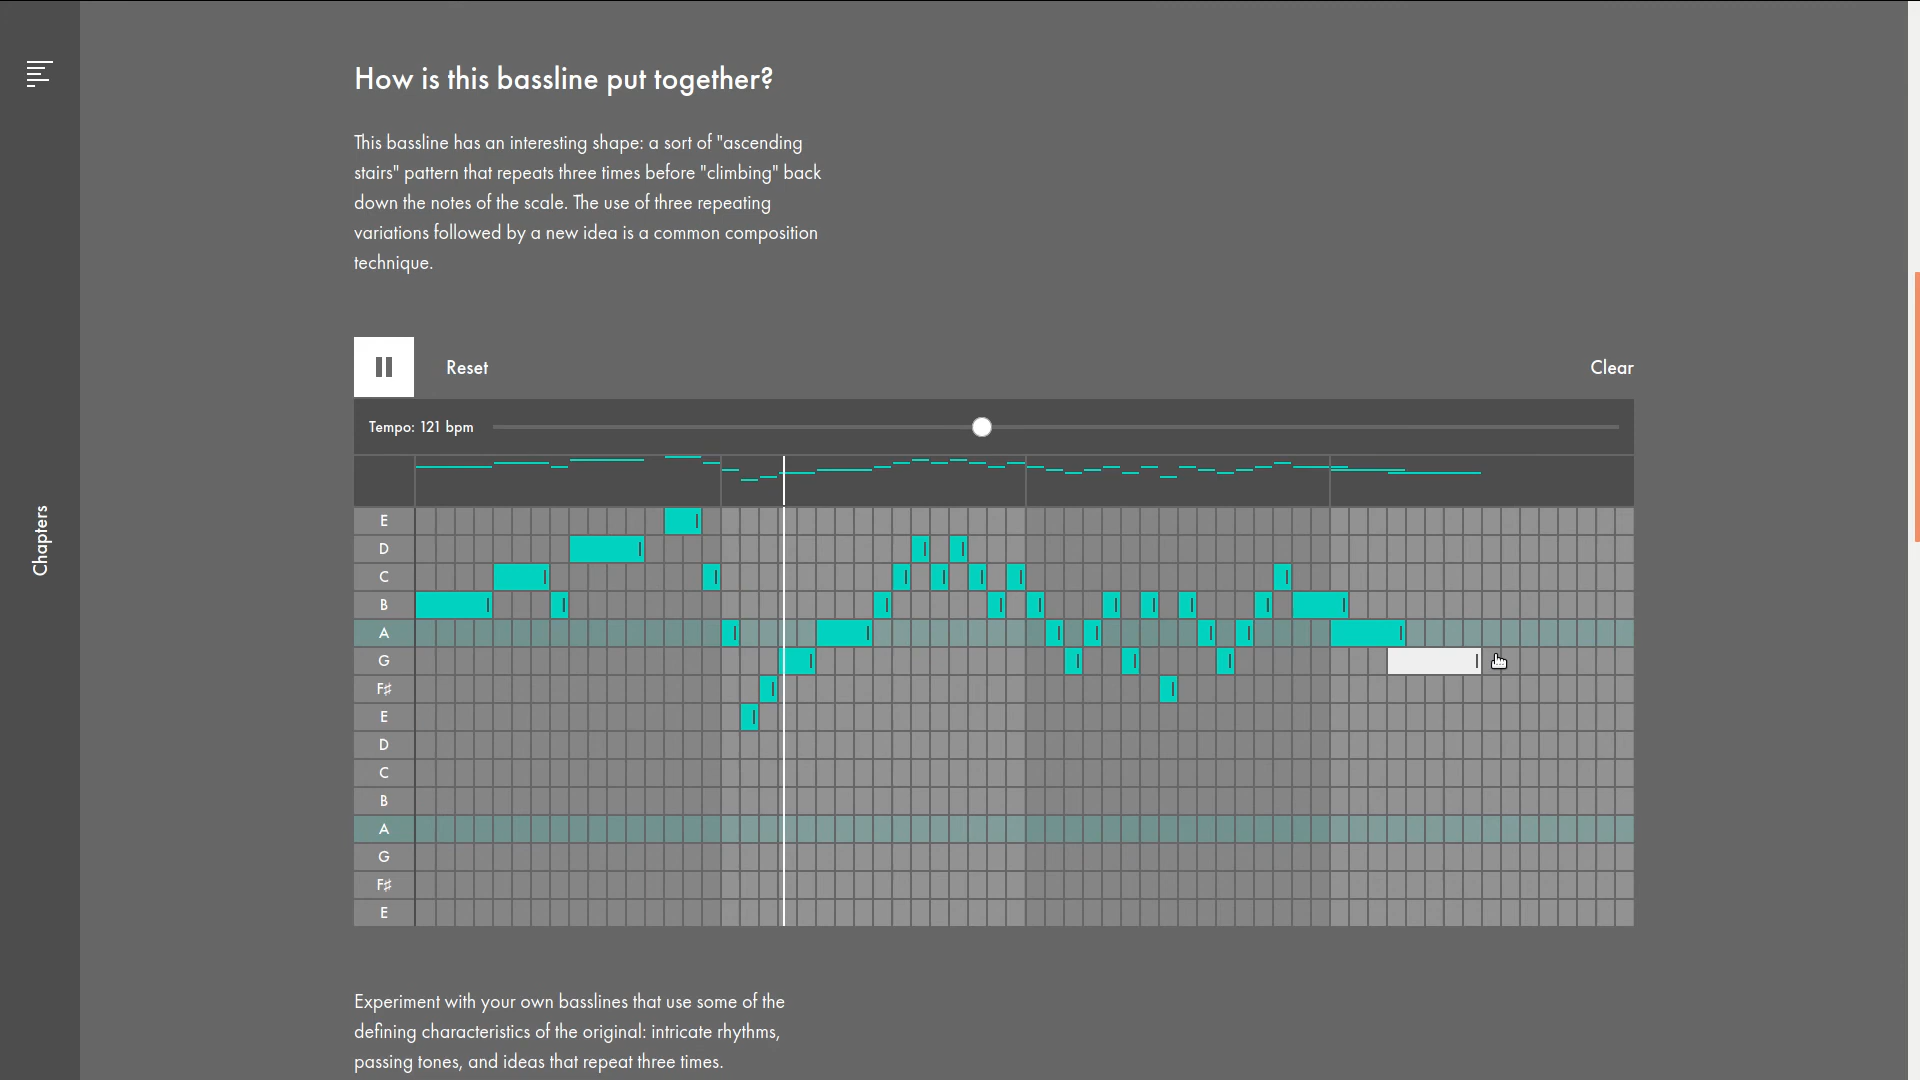 How is this bassline put together?
This bassline has an interesting shape: a sort of "ascending
stairs" pattern that repeats three times before "climbing" back
down the notes of the scale. The use of three repeating
variations followed by a new idea is a common composition
technique.
Reset
Clear
Tempo: 121 bpm
E
D
C
B
A
G
F♯
E
D
C
B
A
G
F♯
E
Chapters
Experiment with your own basslines that use some of the
defining characteristics of the original: intricate rhythms,
passing tones, and ideas that repeat three times.